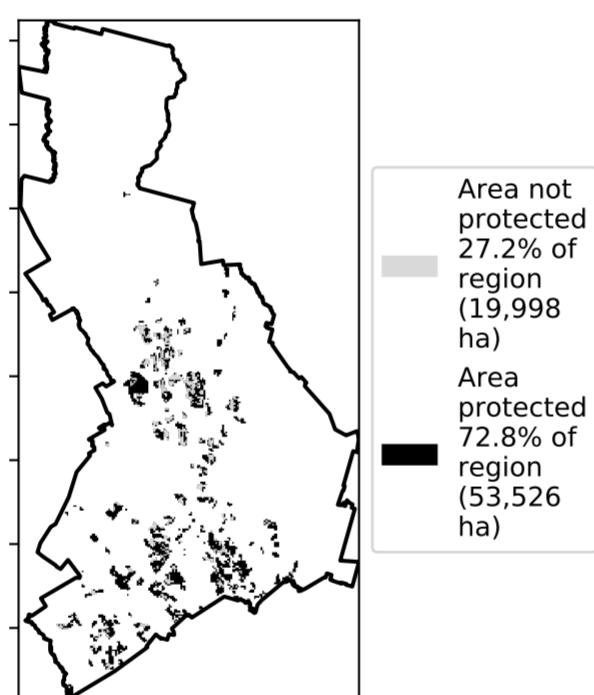 Area not
protected
27.2% of
region
(19,998
ha)
Area
protected
72.8% of
region
(53,526
ha)